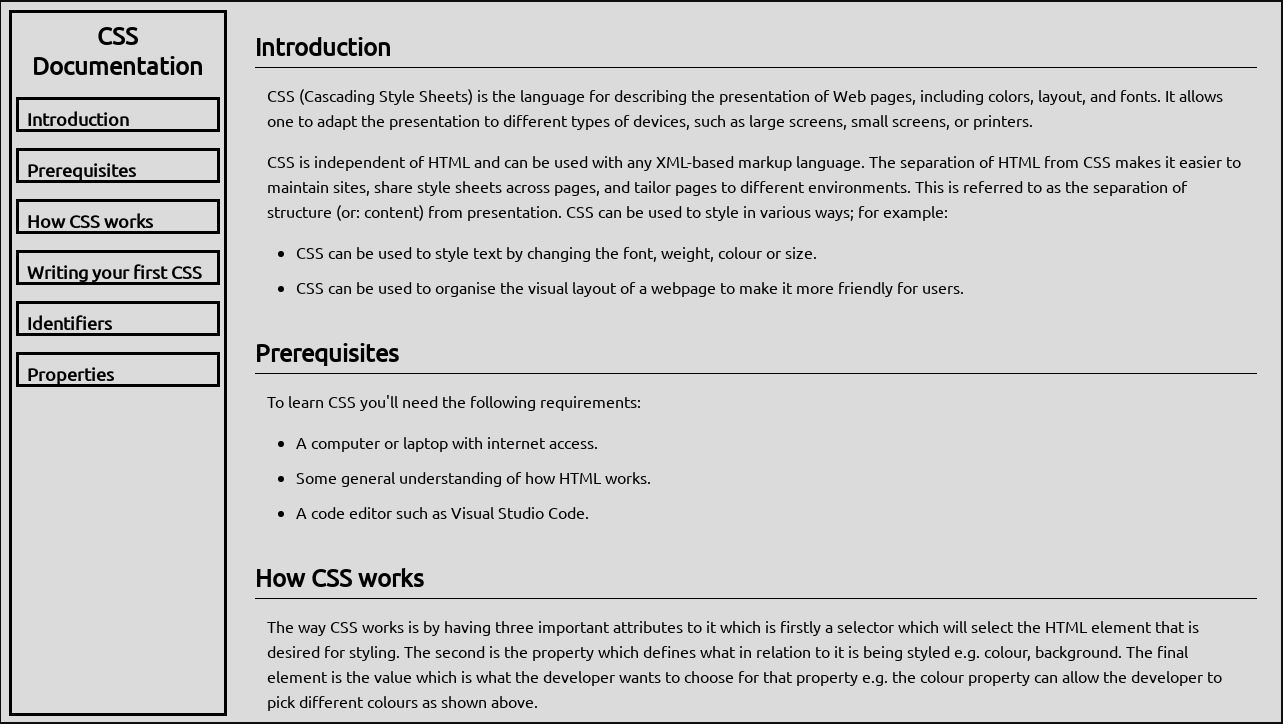 CSS
Documentation
Introduction
Prerequisites
How CSS works
Writing your first CSS
Identifiers
Properties
Introduction
CSS (Cascading Style Sheets) is the language for describing the presentation of Web pages, including colors, layout, and fonts. It allows
one to adapt the presentation to different types of devices, such as large screens, small screens, or printers.
CSS is independent of HTML and can be used with any XML-based markup language. The separation of HTML from CSS makes it easier to
maintain sites, share style sheets across pages, and tailor pages to different environments. This is referred to as the separation of
structure (or: content) from presentation. CSS can be used to style in various ways; for example:
• CSS can be used to style text by changing the font, weight, colour or size.
• CSS can be used to organise the visual layout of a webpage to make it more friendly for users.
Prerequisites
To learn CSS you'll need the following requirements:
• A computer or laptop with internet access.
• Some general understanding of how HTML works.
• A code editor such as Visual Studio Code.
How CSS works
The way CSS works is by having three important attributes to it which is firstly a selector which will select the HTML element that is
desired for styling. The second is the property which defines what in relation to it is being styled e.g. colour, background. The final
element is the value which is what the developer wants to choose for that property e.g. the colour property can allow the developer to
pick different colours as shown above.